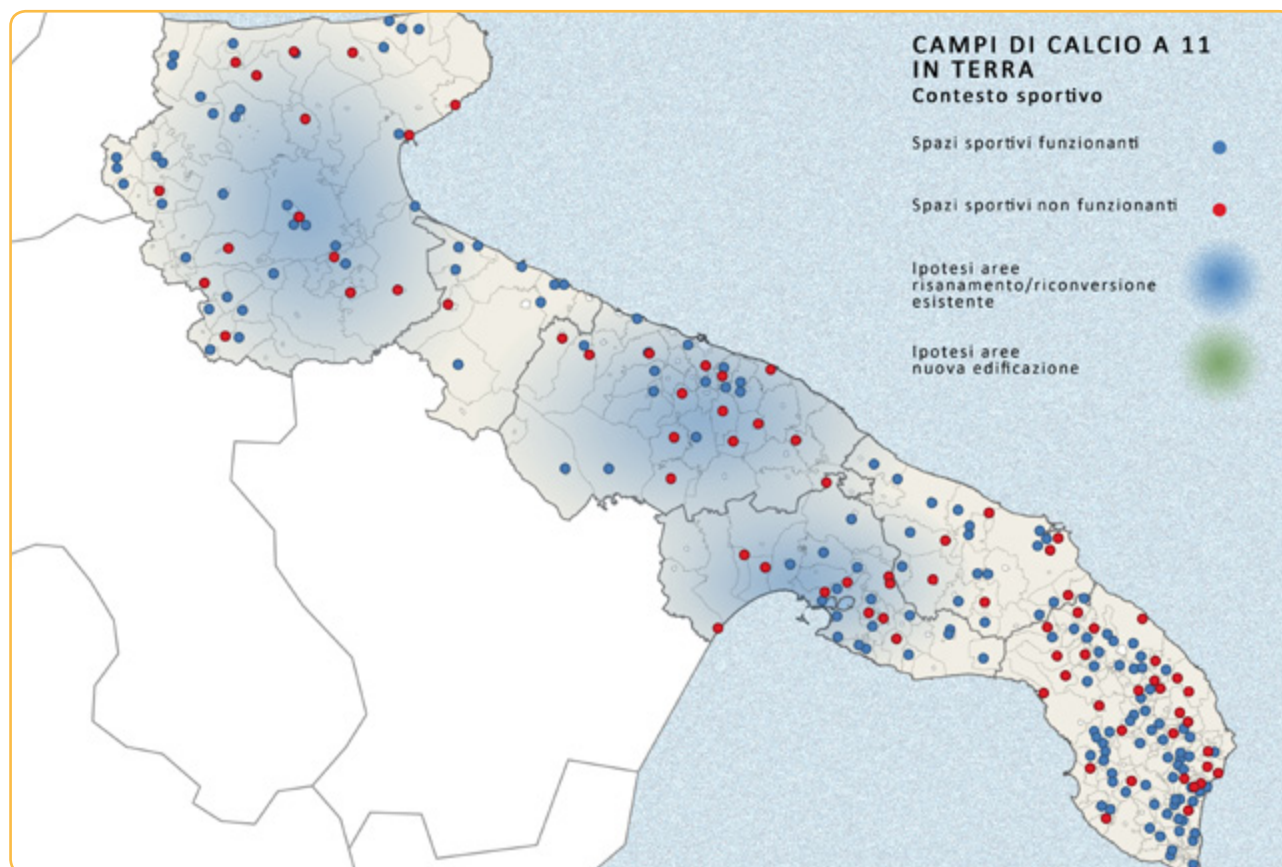 CAMPI DI CALCIO A 11
IN TERRA
Contesto sportivo
Spazi sportivi funzionanti
Spazi sportivi non funzionanti
Ipotesi aree
risanamento/riconversione
esistente
Ipotesi aree
nuova edificazione